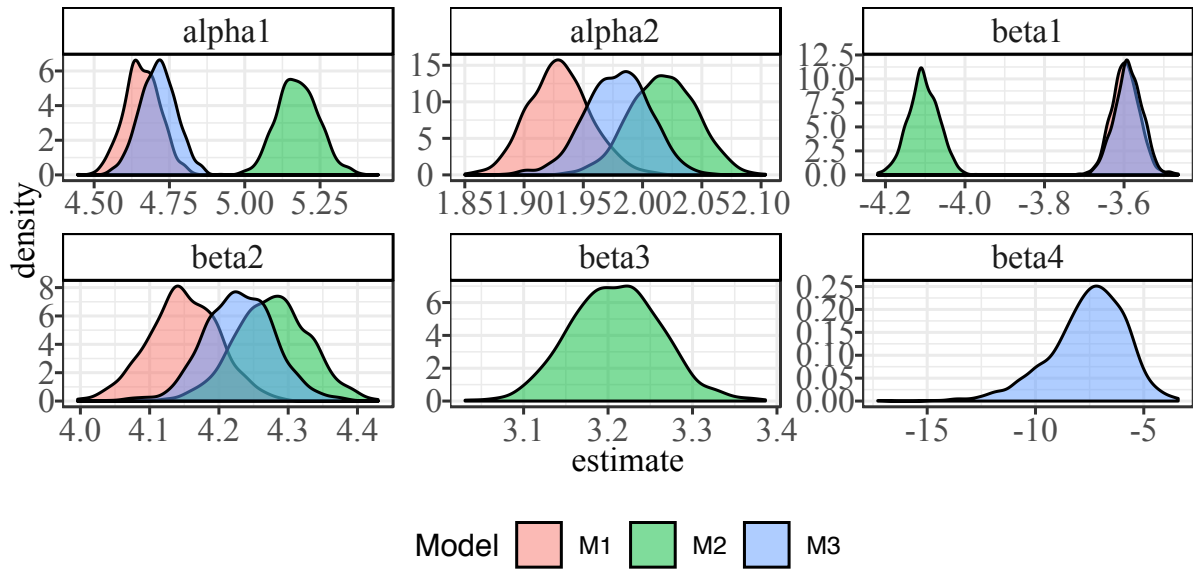 alpha1
alpha2
beta1
6
4
2
0
15
10
5
0
12.5
10.0
7.5
5.0
2.5
0.0
4.50 4.75 5.00 5.25
1.85 1.90 1.95 2.00 2.05 2.10
-4.2 -4.0 -3.8 -3.6
density
beta2
beta3
beta4
8
6
4
2
0
6
4
2
0
0.25
0.20
0.15
0.10
0.05
0.00
4.0 4.1 4.2 4.3 4.4
3.1 3.2 3.3 3.4
-15 -10 -5
estimate
Model M1 M2 M3